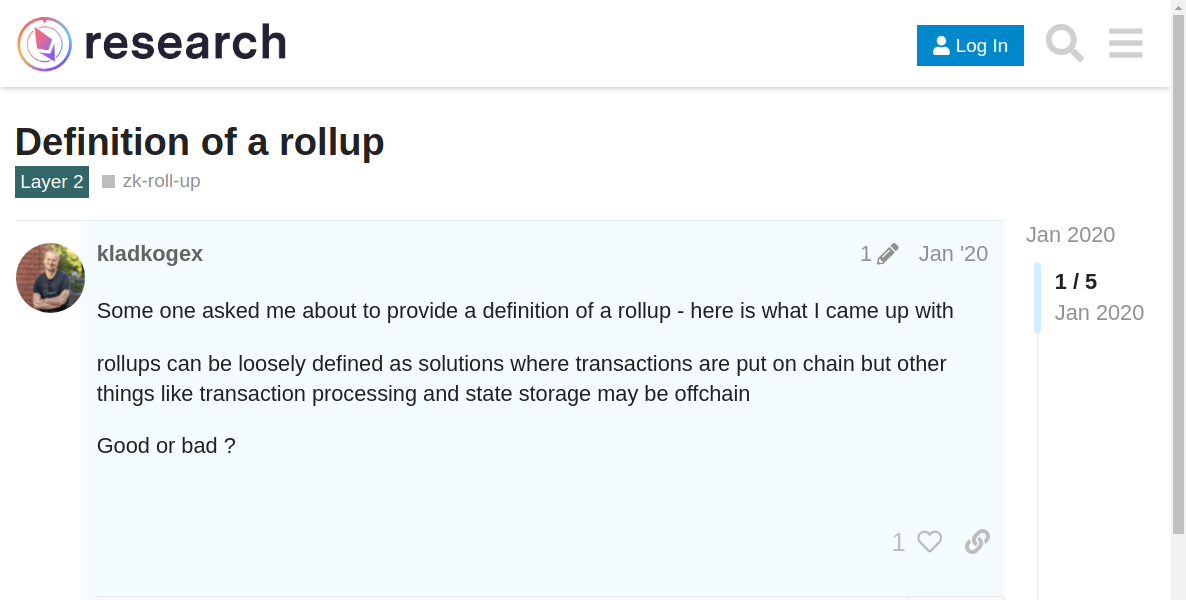 research
Log In
Definition of a rollup
Layer 2 zk-roll-up
kladkogex 1 Jan '20
Some one asked me about to provide a definition of a rollup - here is what I came up with
rollups can be loosely defined as solutions where transactions are put on chain but other
things like transaction processing and state storage may be offchain
Good or bad ?
1
Jan 2020
1 / 5
Jan 2020